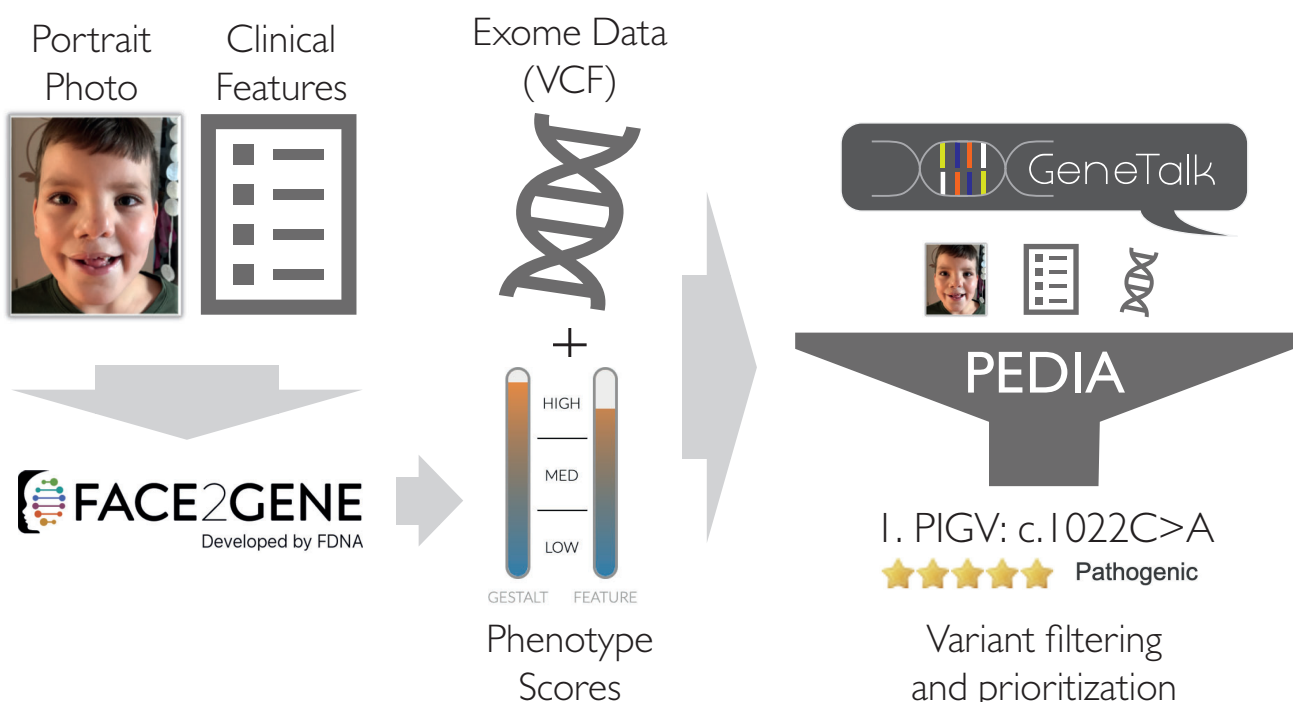 Portrait
Photo
Clinical
Features
Exome Data
(VCF)
GeneTalk
+
PEDIA
HIGH
MED
LOW
GESTALT FEATURE
FACE2GENE
Developed by FDNA
1. PIGV: c.1022C>A
Pathogenic
Phenotype
Scores
Variant filtering
and prioritization